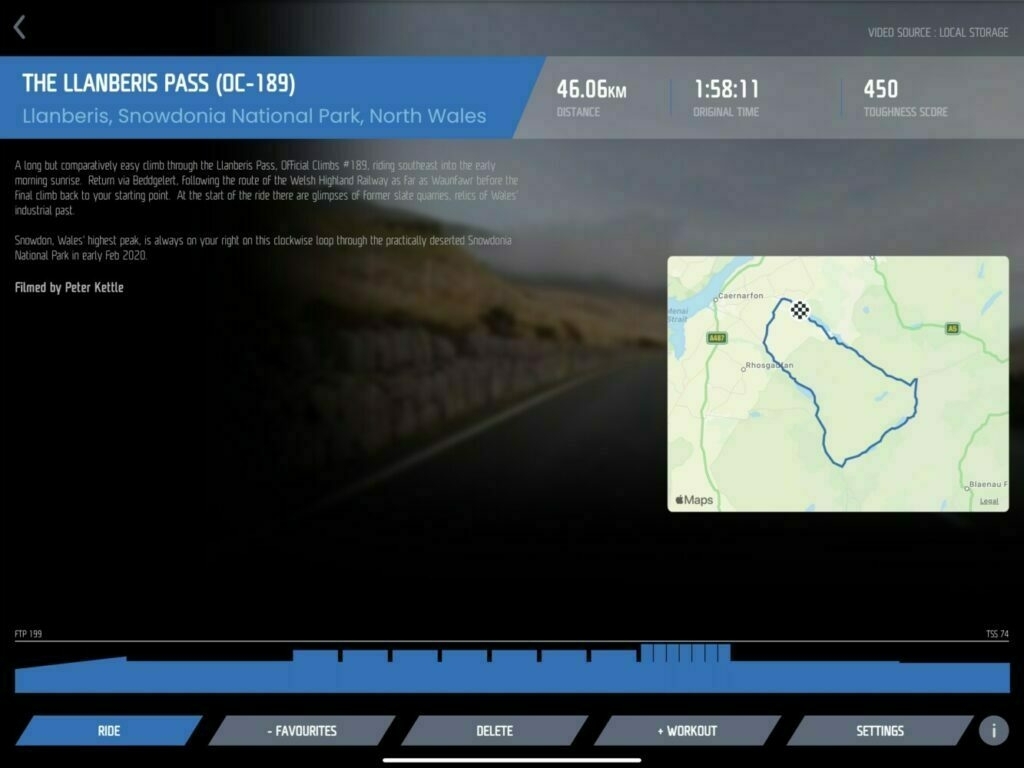 VIDEO SOURCE : LOCAL STORAGE
THE LLANBERIS PASS (OC-189)
Llanberis, Snowdonia National Park, North Wales
46.06KM
DISTANCE
1:58:11
ORIGINAL TIME
450
TOUGHNESS SCORE
A long but comparatively easy climb through the Llanberis Pass, Official Climbs #189, riding southeast into the early
morning sunrise. Return via Beddgelert, following the route of the Welsh Highland Railway as far as Waunfawr before the
final climb back to your starting point. At the start of the ride there are glimpses of former slate quarries, relics of Wales'
industrial past.
Snowdon, Wales' highest peak, is always on your right on this clockwise loop through the practically deserted Snowdonia
National Park in early Feb 2020.
Filmed by Peter Kettle
Caernarfon
Menai
Strait
A487
A5
Rhosgadfan
Blaenau F
Maps
Legal
FTP 199
TSS 74
RIDE
- FAVOURITES
DELETE
+ WORKOUT
SETTINGS
i